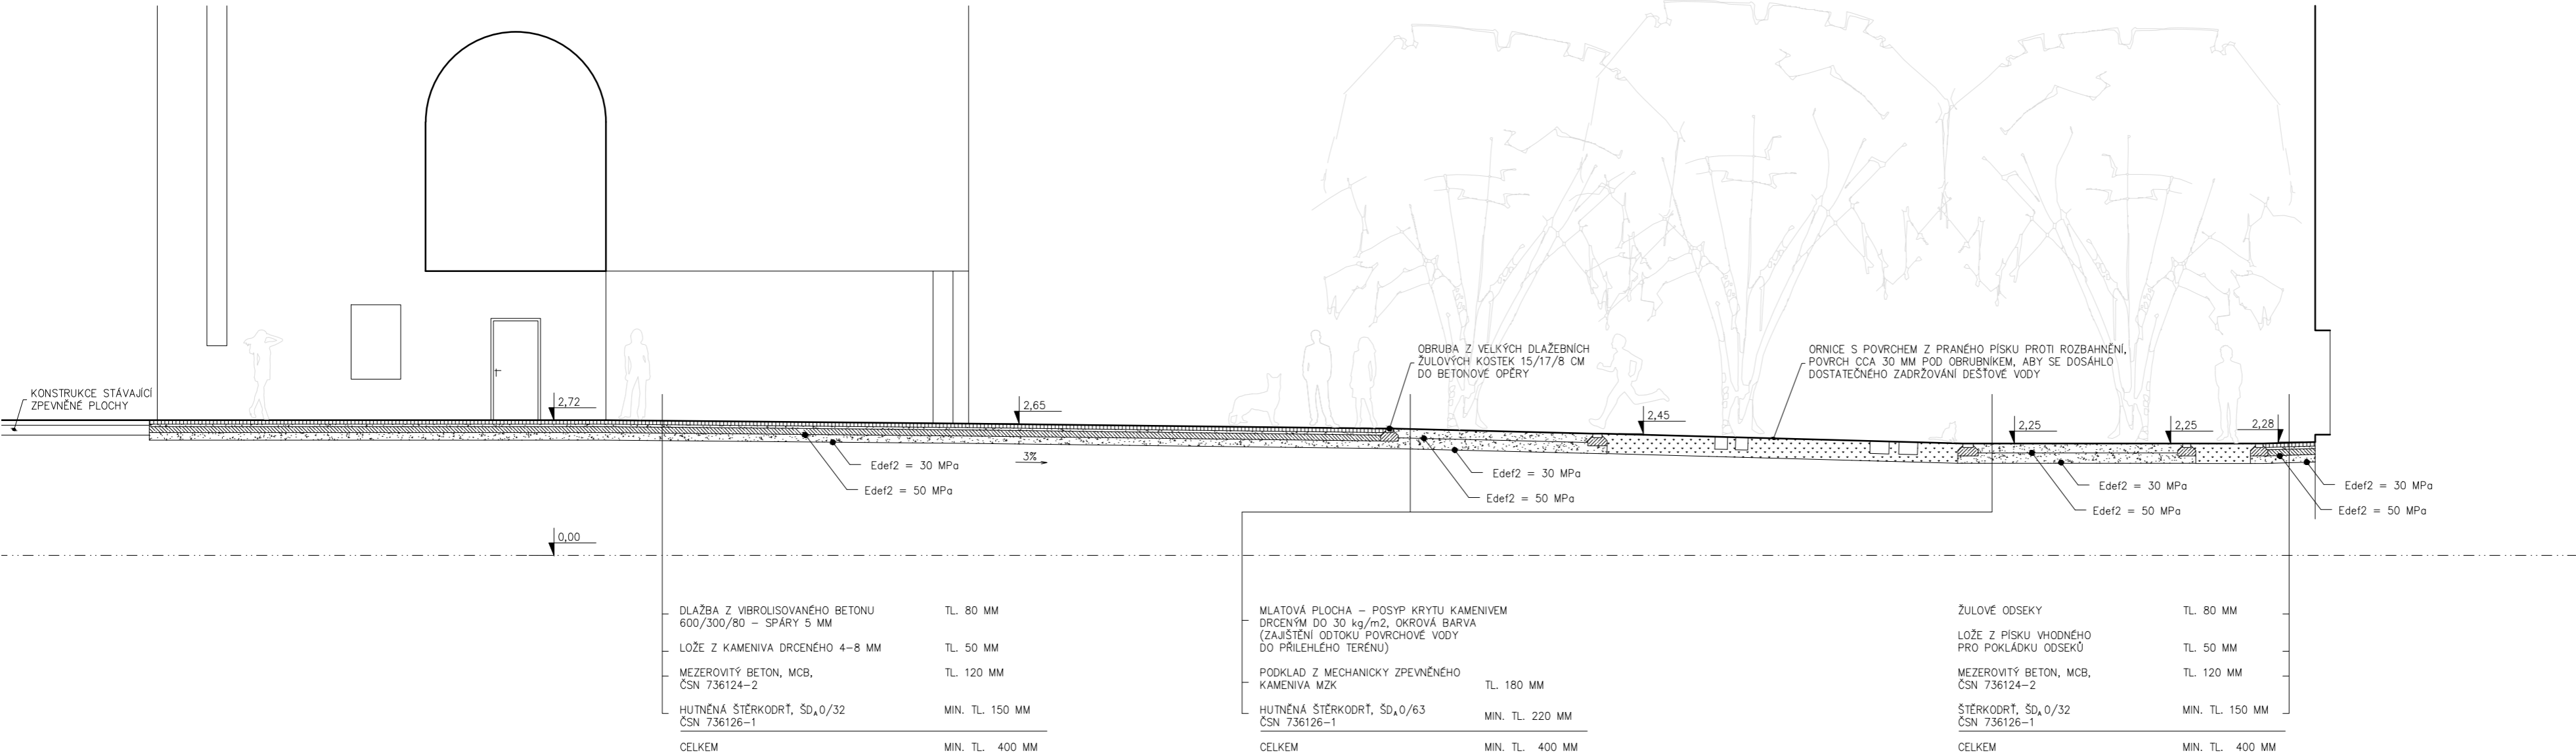 OBRUBA Z VELKÝCH DLAŽEBNÍCH
ŽULOVÝCH KOSTEK 15/17/8 CM
DO BETONOVÉ OPĚRY
ORNICE S POVRCHEM Z PRANÉHO PÍSKU PROTI ROZBAHNĚNÍ,
POVRCH CCA 30 MM POD OBRUBNÍKEM, ABY SE DOSÁHLO
DOSTATEČNÉHO ZADRŽOVÁNÍ DEŠŤOVÉ VODY
KONSTRUKCE STÁVAJÍCÍ
ZPEVNĚNÉ PLOCHY
2,72
2,65
2,45
2,25
2,25
2,28
3%
Edef2 = 30 MPa
Edef2 = 50 MPa
Edef2 = 30 MPa
Edef2 = 50 MPa
Edef2 = 30 MPa
Edef2 = 50 MPa
Edef2 = 30 MPa
Edef2 = 50 MPa
0,00
DLAŽBA Z VIBROLISOVANÉHO BETONU TL. 80 MM
600/300/80 – SPÁRY 5 MM
LOŽE Z KAMENIVA DRCENÉHO 4–8 MM TL. 50 MM
MEZEROVITÝ BETON, MCB, TL. 120 MM
ČSN 736124–2
HUTNĚNÁ ŠTĚRKODRŤ, ŠDA 0/32 MIN. TL. 150 MM
ČSN 736126–1
CELKEM MIN. TL. 400 MM
MLATOVÁ PLOCHA – POSYP KRYTU KAMENIVEM
DRCENÝM DO 30 kg/m2, OKROVÁ BARVA
(ZAJIŠTĚNÍ ODTOKU POVRCHOVÉ VODY
DO PŘILEHLÉHO TERÉNU)
PODKLAD Z MECHANICKY ZPEVNĚNÉHO
KAMENIVA MZK TL. 180 MM
HUTNĚNÁ ŠTĚRKODRŤ, ŠDA 0/63
ČSN 736126–1 MIN. TL. 220 MM
CELKEM MIN. TL. 400 MM
ŽULOVÉ ODSEKY TL. 80 MM
LOŽE Z PÍSKU VHODNÉHO
PRO POKLÁDKU ODSEKŮ TL. 50 MM
MEZEROVITÝ BETON, MCB, TL. 120 MM
ČSN 736124–2
ŠTĚRKODRŤ, ŠDA 0/32 MIN. TL. 150 MM
ČSN 736126–1
CELKEM MIN. TL. 400 MM